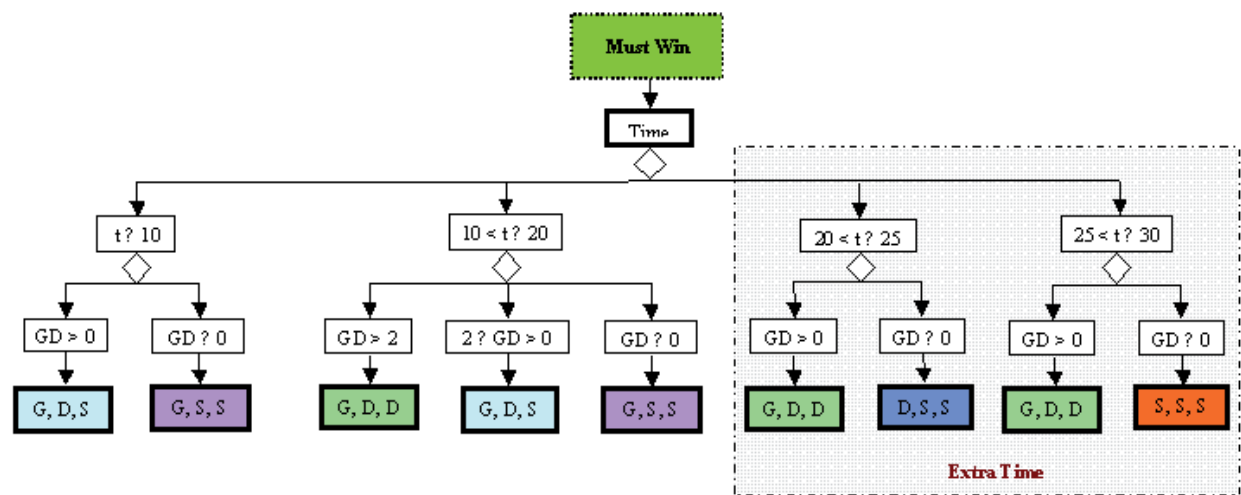 Must Win
Time
t ? 10
10 < t ? 20
20 < t ? 25
25 < t ? 30
GD > 0
GD ? 0
GD > 2
2 ? GD > 0
GD ? 0
GD > 0
GD ? 0
GD > 0
GD ? 0
G, D, S
G, S, S
G, D, D
G, D, S
G, S, S
G, D, D
D, S, S
G, D, D
S, S, S
Extra Time